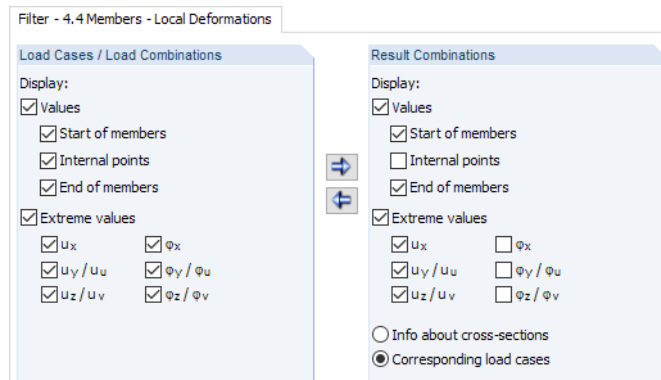 Filter - 4.4 Members - Local Deformations
Load Cases / Load Combinations
Display:
Values
Start of members
Internal points
End of members
Extreme values
ux φx
uy / uu φy / φu
uz / uv φz / φv
Result Combinations
Display:
Values
Start of members
Internal points
End of members
Extreme values
ux φx
uy / uu φy / φu
uz / uv φz / φv
Info about cross-sections
Corresponding load cases